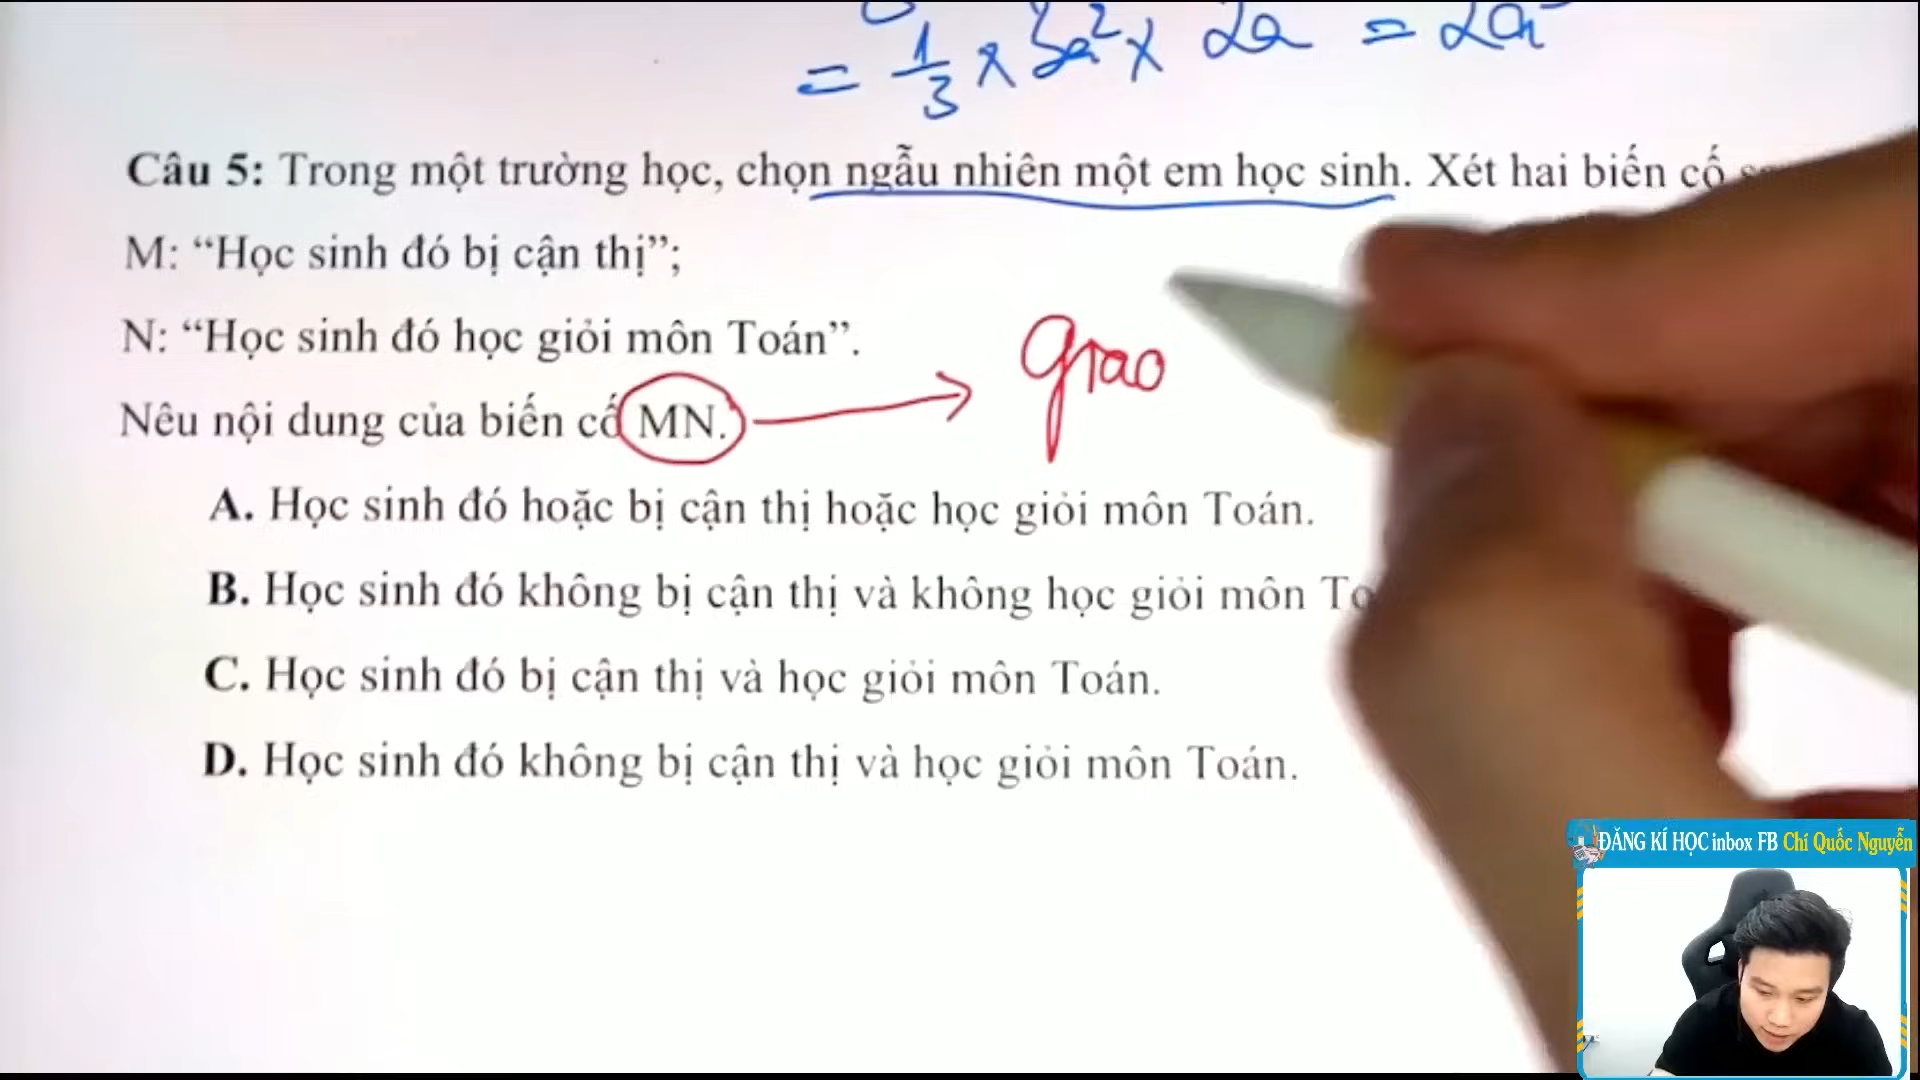 = 1/3 x 3a² x 2a = 2a
Câu 5: Trong một trường học, chọn ngẫu nhiên một em học sinh. Xét hai biến cố
M: “Học sinh đó bị cận thị”;
N: “Học sinh đó học giỏi môn Toán”.
Nêu nội dung của biến cố MN. giao
A. Học sinh đó hoặc bị cận thị hoặc học giỏi môn Toán.
B. Học sinh đó không bị cận thị và không học giỏi môn
C. Học sinh đó bị cận thị và học giỏi môn Toán.
D. Học sinh đó không bị cận thị và học giỏi môn Toán.
ĐĂNG KÍ HỌC inbox FB Chí Quốc Nguyễn